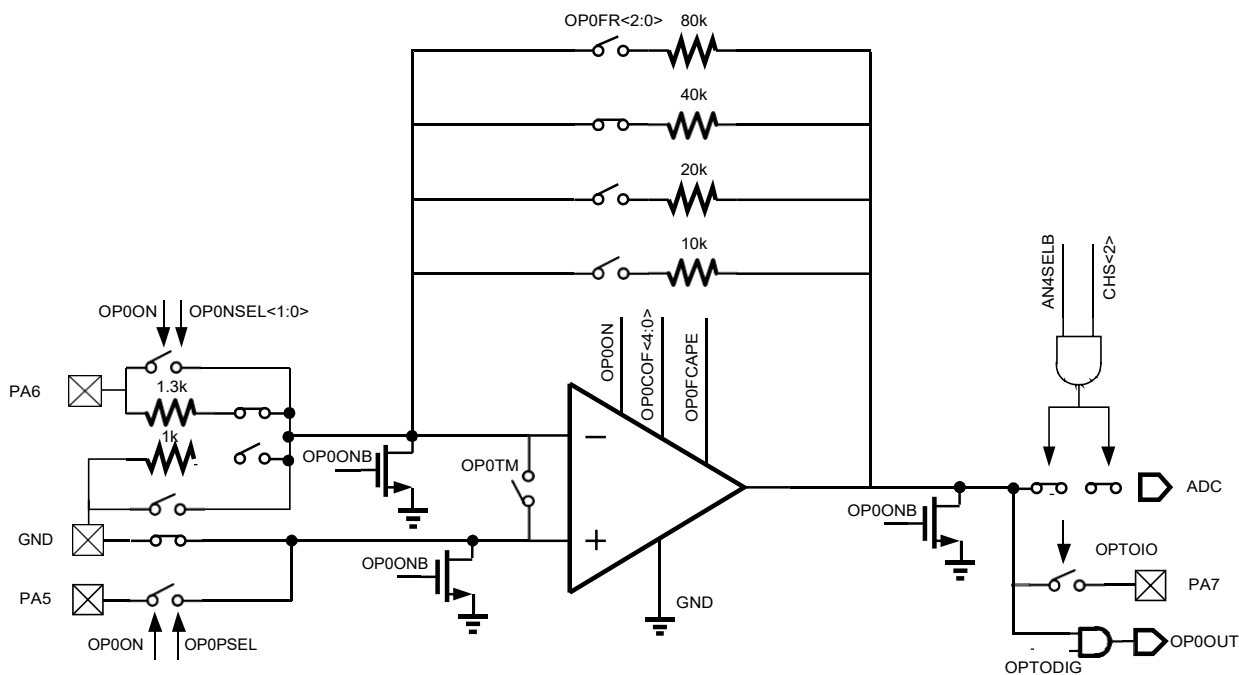 OP0FR<2:0>
80k
40k
20k
10k
AN4SELB
CHS<2>
OP0ON
OP0NSEL<1:0>
OP0ON
OP0COF<4:0>
OP0FCAPE
PA6
1.3k
1k
OP0ONB
OP0TM
ADC
OP0ONB
GND
OP0ONB
OPTOIO
PA5
GND
PA7
OP0ON
OP0PSEL
OP0OUT
OPTODIG